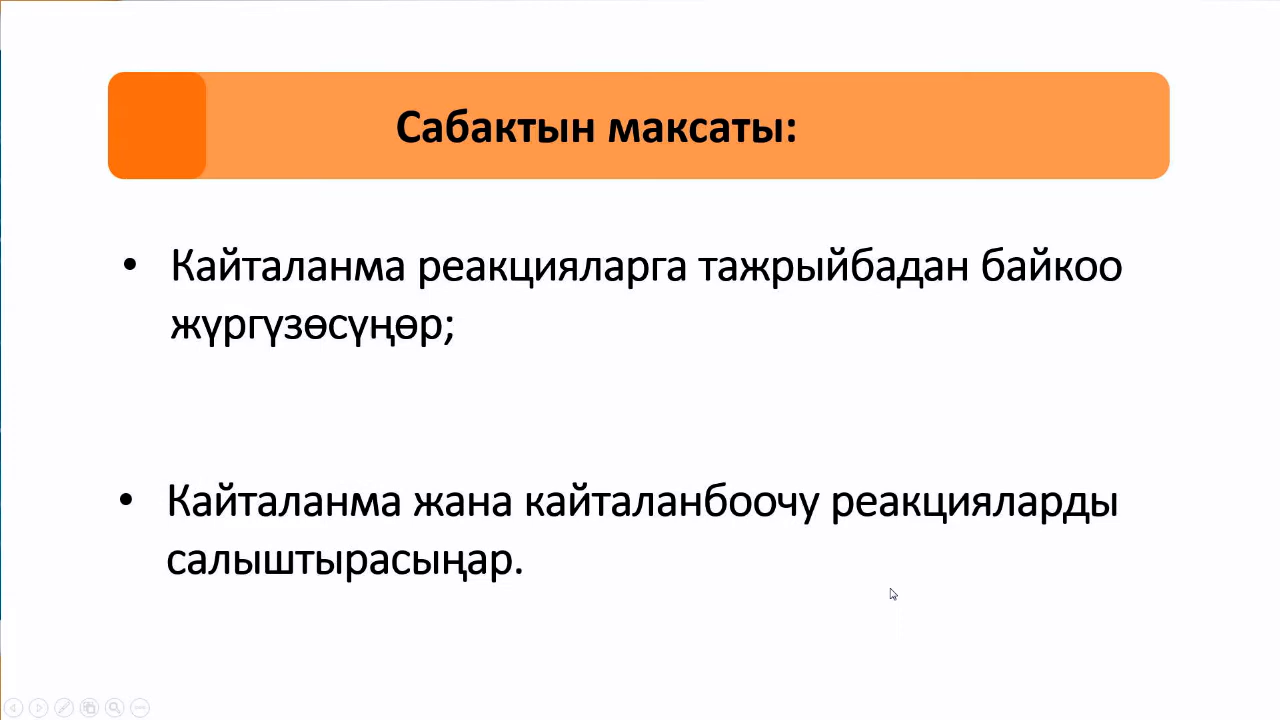 Сабактын максаты:
• Кайталанма реакцияларга тажрыйбадан байкоо
жүргүзөсүңөр;
• Кайталанма жана кайталанбоочу реакцияларды
салыштырасыңар.